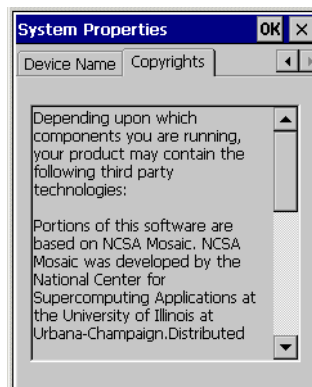 System Properties OK ×
Device Name Copyrights
Depending upon which
components you are running,
your product may contain the
following third party
technologies:
Portions of this software are
based on NCSA Mosaic. NCSA
Mosaic was developed by the
National Center for
Supercomputing Applications at
the University of Illinois at
Urbana-Champaign.Distributed